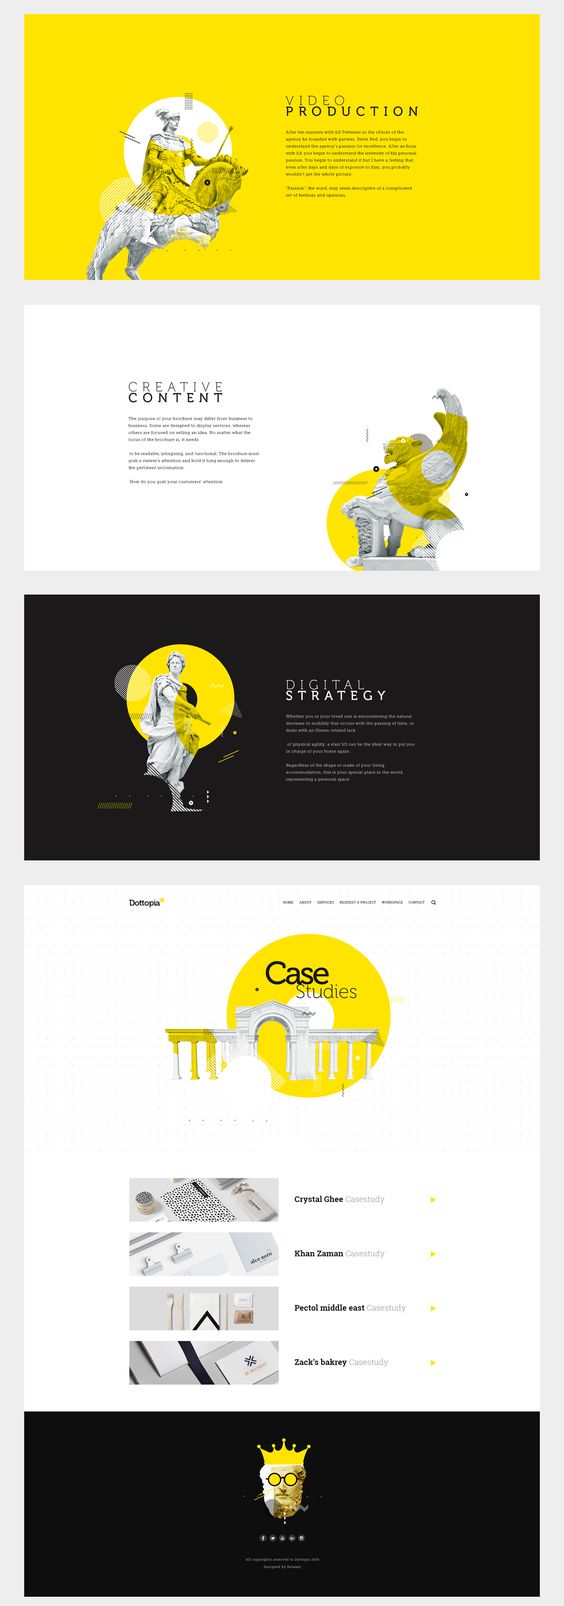 VIDEO
PRODUCTION
After ten minutes with Ed Tettemer in the offices of the
agency he founded with partner, Steve Red, you begin to
understand the agency's passion for excellence. After an hour
with Ed, you begin to understand the intensity of his personal
passion. You begin to understand it but I have a feeling that,
even after days and days of exposure to him, you probably
wouldn't get the whole picture.
"Passion," the word, may seem descriptive of a complicated
set of feelings and opinions.
CREATIVE
CONTENT
The purpose of your brochure may differ from business to
business. Some are designed to display services, whereas
others are focused on selling an idea. No matter what the
focus of the brochure is, it needs
to be readable, intriguing, and functional. The brochure must
grab a viewer's attention and hold it long enough to deliver
the pertinent information.
How do you grab your customers' attention
DIGITAL
STRATEGY
Whether you or your loved one is encountering the natural
decrease in mobility that occurs with the passing of time, or
deals with an illness-related lack
of physical agility, a stair lift can be the ideal way to put you
in charge of your home again.
Regardless of the shape or make of your living
accommodation, this is your special place in the world,
representing a personal space
Dottopia
HOME ABOUT SERVICES REQUEST A PROJECT WORKSPACE CONTACT
Case
Studies
Crystal Ghee Casestudy
alce nero
Khan Zaman Casestudy
Pectol middle east Casestudy
Zack's bakrey Casestudy
All copyrights reserved to Dottopia 2016